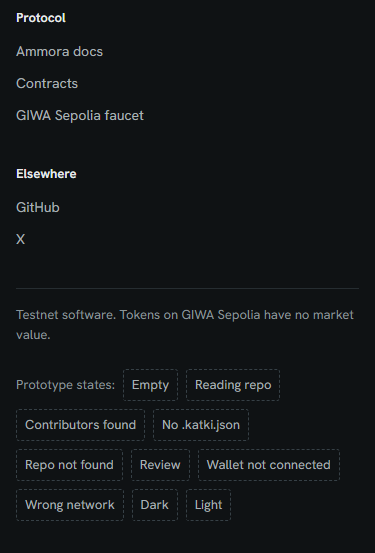 Protocol
Ammora docs
Contracts
GIWA Sepolia faucet
Elsewhere
GitHub
X
Testnet software. Tokens on GIWA Sepolia have no market
value.
Prototype states: Empty Reading repo
Contributors found No .katki.json
Repo not found Review Wallet not connected
Wrong network Dark Light